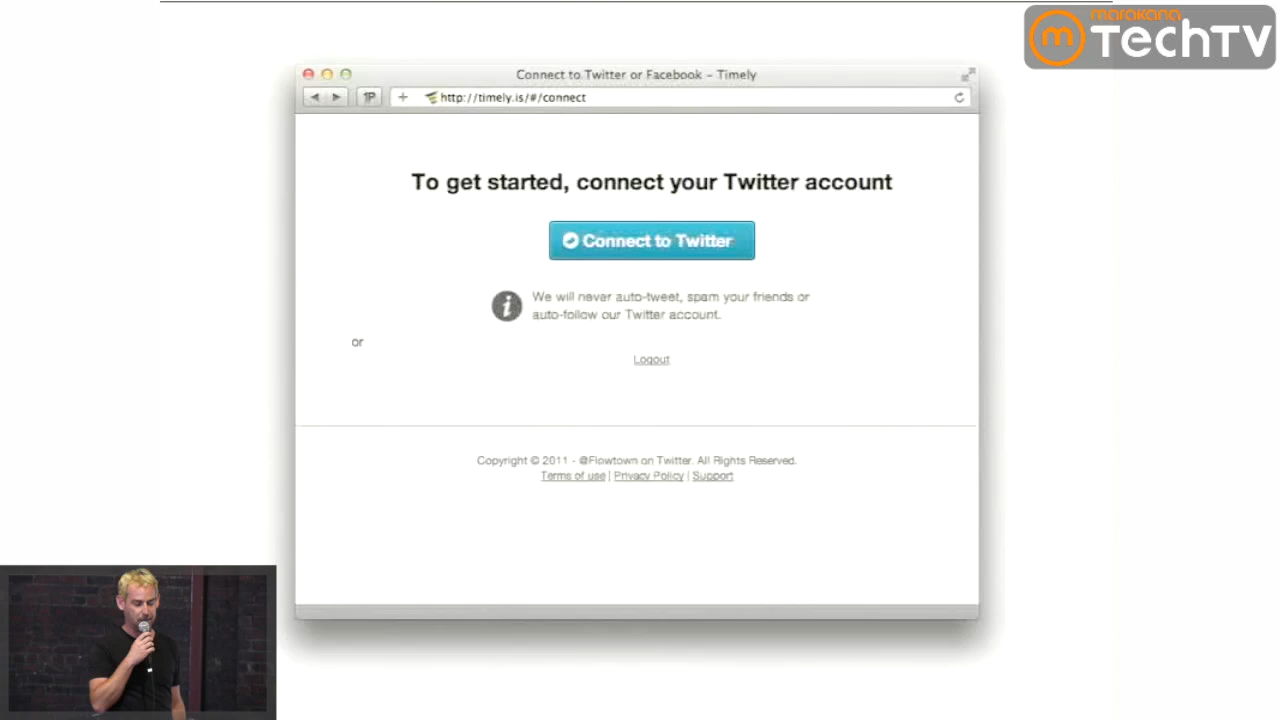 marakana
TechTV
Connect to Twitter or Facebook – Timely
1P
+
http://timely.is/#/connect
To get started, connect your Twitter account
Connect to Twitter
We will never auto-tweet, spam your friends or
auto-follow our Twitter account.
or
Logout
Copyright © 2011 - @Flowtown on Twitter. All Rights Reserved.
Terms of use | Privacy Policy | Support